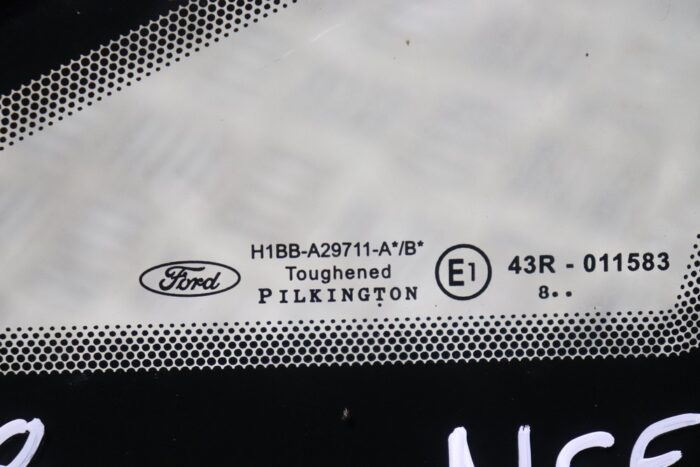 H1BB-A29711-A*/B*
Ford
Toughened
E1
43R - 011583
PILKINGTON
8..